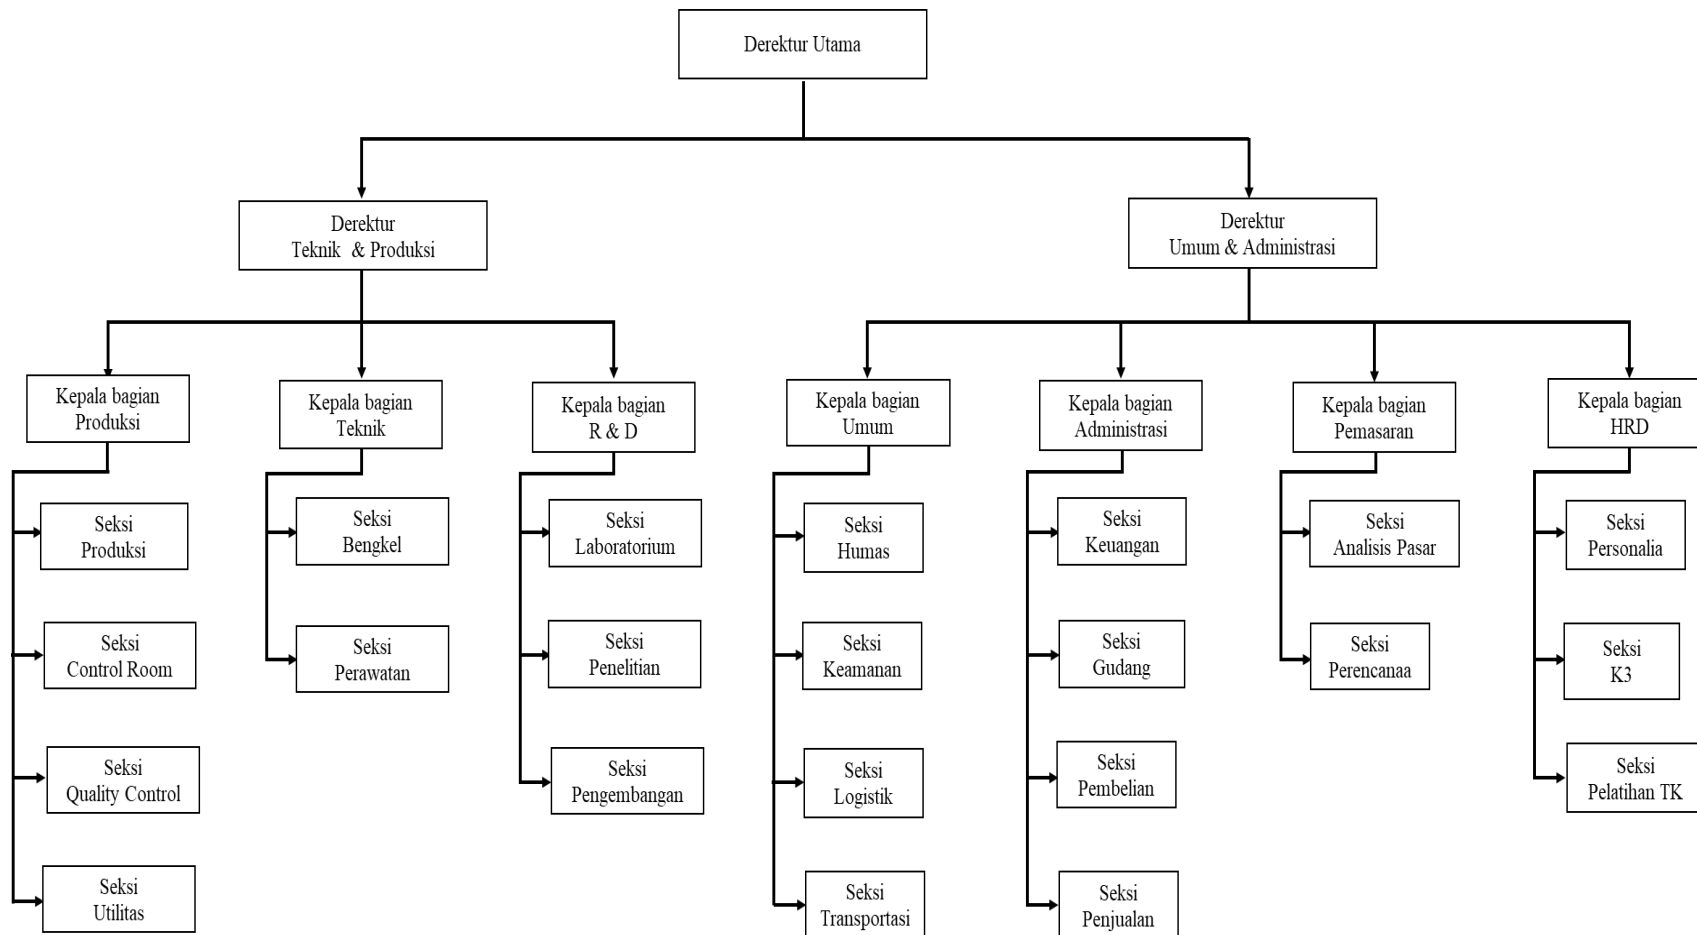 Derektur Utama
Derektur
Teknik & Produksi
Derektur
Umum & Administrasi
Kepala bagian
Produksi
Kepala bagian
Teknik
Kepala bagian
R & D
Kepala bagian
Umum
Kepala bagian
Administrasi
Kepala bagian
Pemasaran
Kepala bagian
HRD
Seksi
Produksi
Seksi
Bengkel
Seksi
Laboratorium
Seksi
Humas
Seksi
Keuangan
Seksi
Analisis Pasar
Seksi
Personalia
Seksi
Control Room
Seksi
Perawatan
Seksi
Penelitian
Seksi
Keamanan
Seksi
Gudang
Seksi
Perencanaa
Seksi
K3
Seksi
Quality Control
Seksi
Pengembangan
Seksi
Logistik
Seksi
Pembelian
Seksi
Pelatihan TK
Seksi
Utilitas
Seksi
Transportasi
Seksi
Penjualan